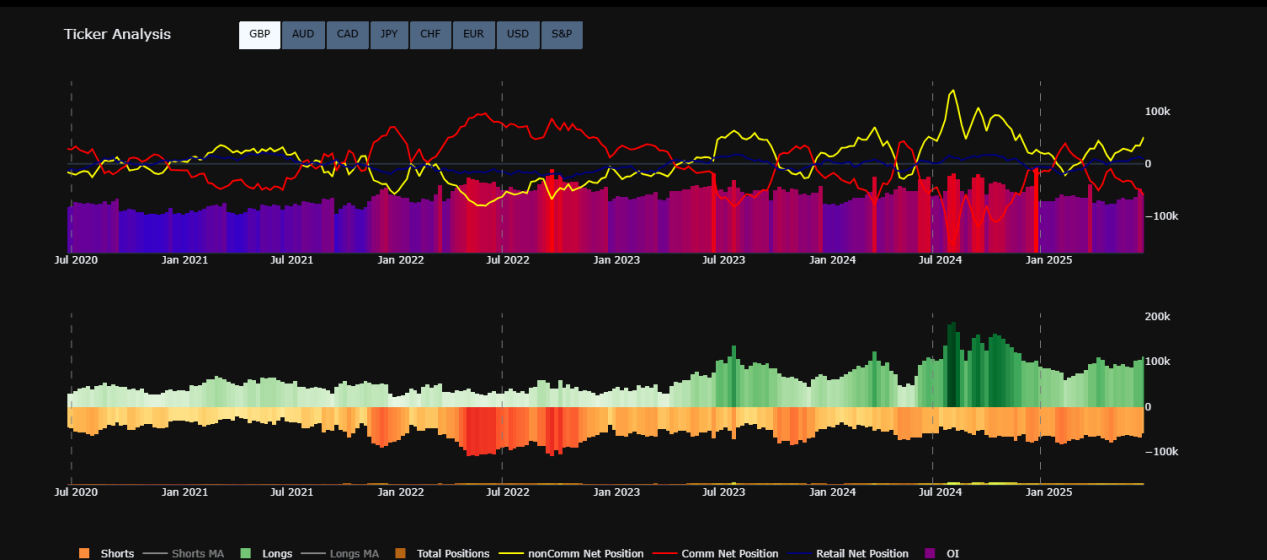 Ticker Analysis
GBP AUD CAD JPY CHF EUR USD S&P
100k
0
−100k
Jul 2020 Jan 2021 Jul 2021 Jan 2022 Jul 2022 Jan 2023 Jul 2023 Jan 2024 Jul 2024 Jan 2025
200k
100k
0
−100k
Jul 2020 Jan 2021 Jul 2021 Jan 2022 Jul 2022 Jan 2023 Jul 2023 Jan 2024 Jul 2024 Jan 2025
Shorts Shorts MA Longs Longs MA Total Positions nonComm Net Position Comm Net Position Retail Net Position OI